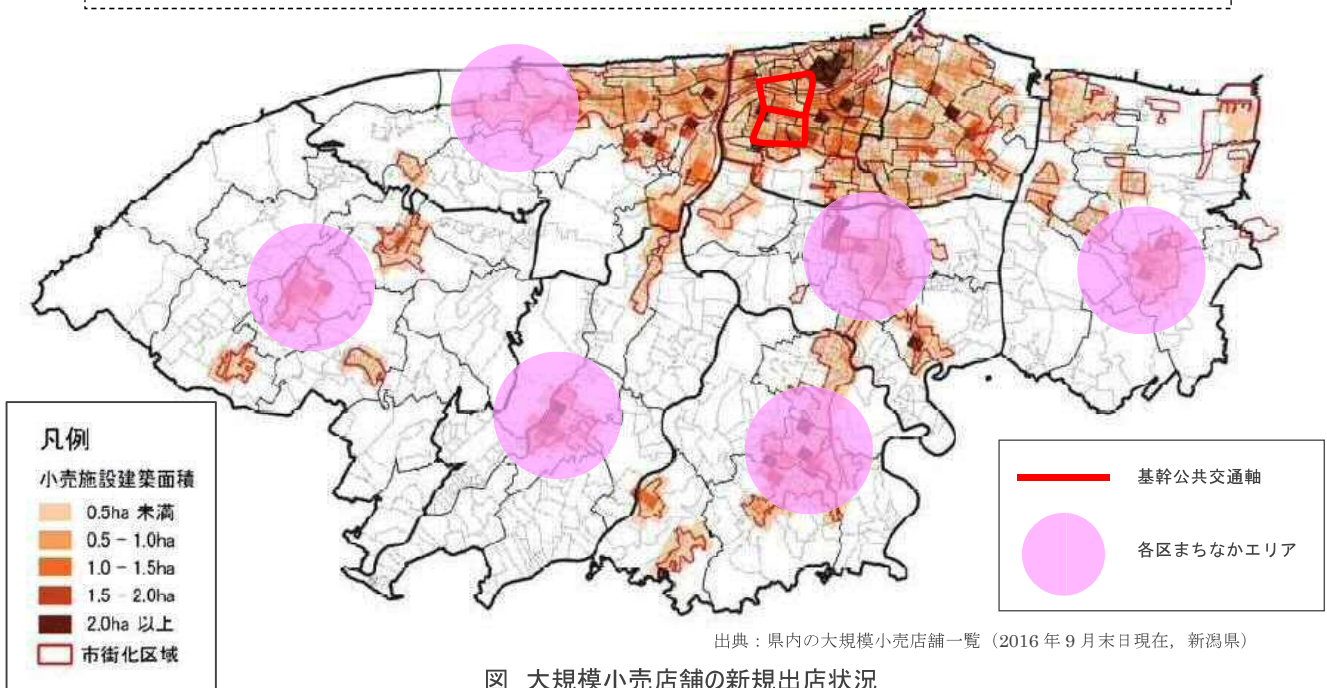 凡例
小売施設建築面積
0.5ha 未満
0.5 - 1.0ha
1.0 - 1.5ha
1.5 - 2.0ha
2.0ha 以上
市街化区域
基幹公共交通軸
各区まちなかエリア
出典：県内の大規模小売店舗一覧（2016年9月末日現在，新潟県）
図 大規模小売店舗の新規出店状況